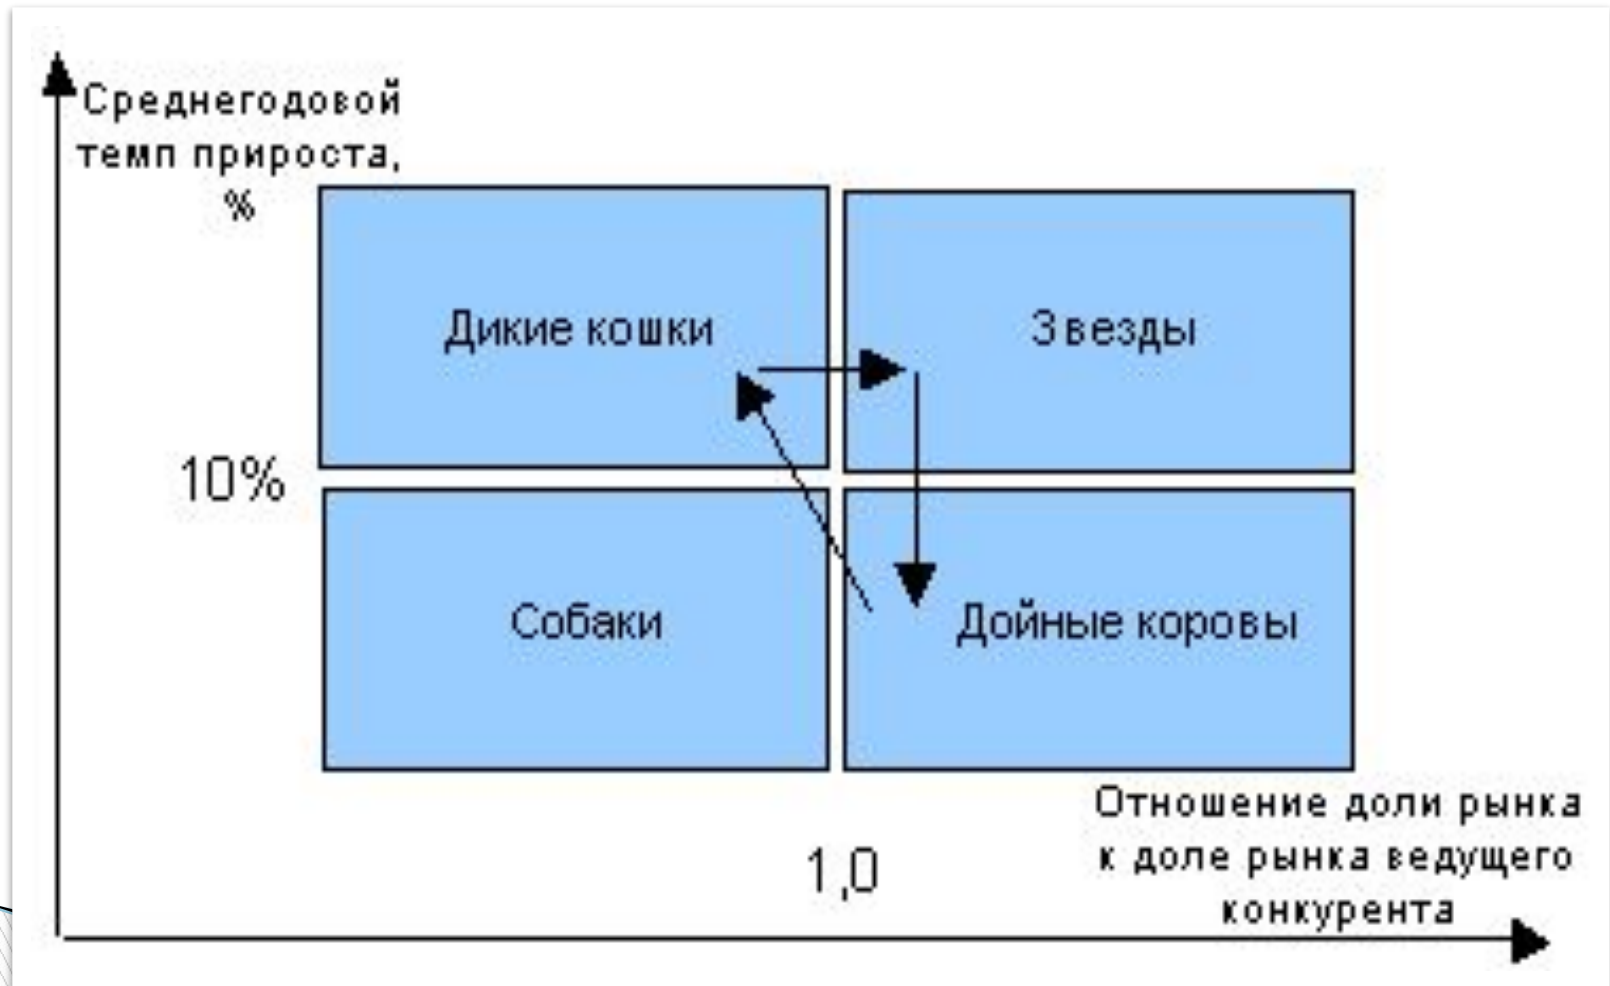 Среднегодовой
темп прироста,
%
Дикие кошки
Звезды
10%
Собаки
Дойные коровы
Отношение доли рынка
к доле рынка ведущего
конкурента
1,0